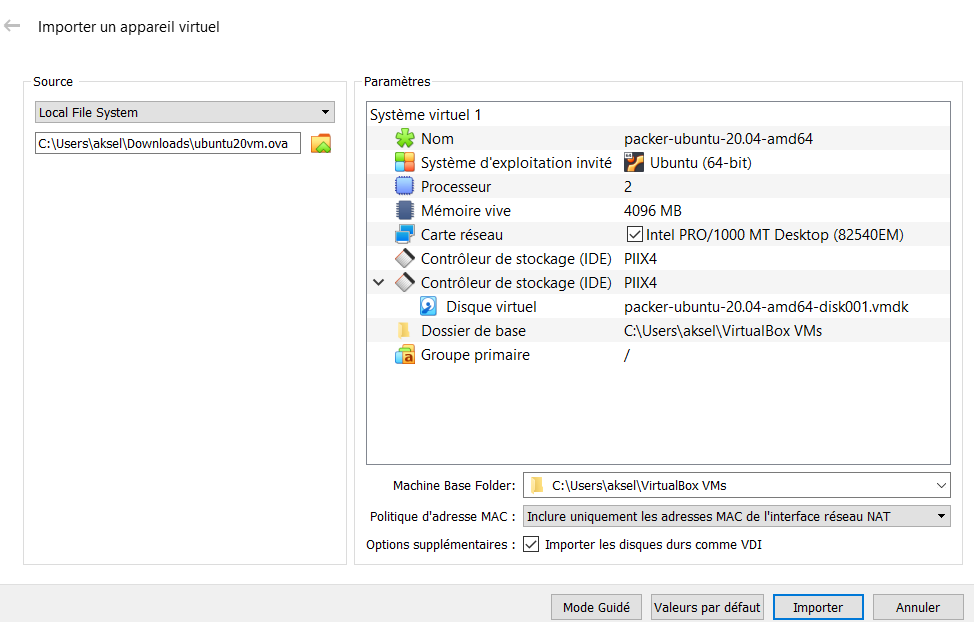 Importer un appareil virtuel
Source
Local File System
C:\Users\aksel\Downloads\ubuntu20vm.ova
Paramètres
Système virtuel 1
Nom packer-ubuntu-20.04-amd64
Système d'exploitation invité Ubuntu (64-bit)
Processeur 2
Mémoire vive 4096 MB
Carte réseau Intel PRO/1000 MT Desktop (82540EM)
Contrôleur de stockage (IDE) PIIX4
Contrôleur de stockage (IDE) PIIX4
Disque virtuel packer-ubuntu-20.04-amd64-disk001.vmdk
Dossier de base C:\Users\aksel\VirtualBox VMs
Groupe primaire /
Machine Base Folder: C:\Users\aksel\VirtualBox VMs
Politique d'adresse MAC : Inclure uniquement les adresses MAC de l'interface réseau NAT
Options supplémentaires : Importer les disques durs comme VDI
Mode Guidé Valeurs par défaut Importer Annuler